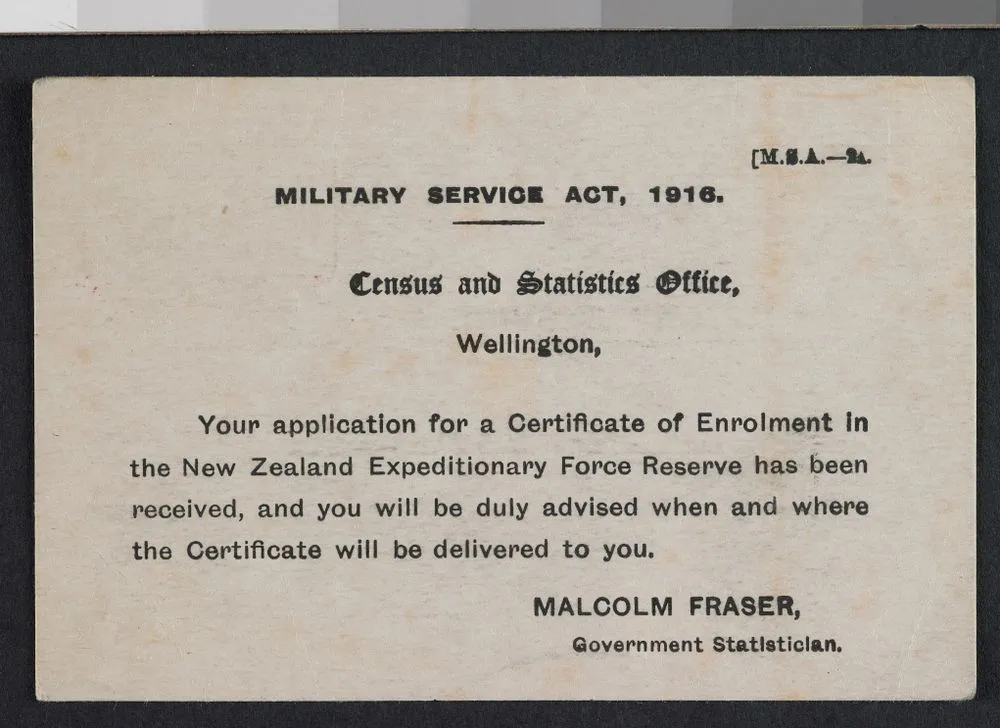 [M.S.A.—2A.
MILITARY SERVICE ACT, 1916.
Census and Statistics Office,
Wellington,
Your application for a Certificate of Enrolment in
the New Zealand Expeditionary Force Reserve has been
received, and you will be duly advised when and where
the Certificate will be delivered to you.
MALCOLM FRASER,
Government Statistician.